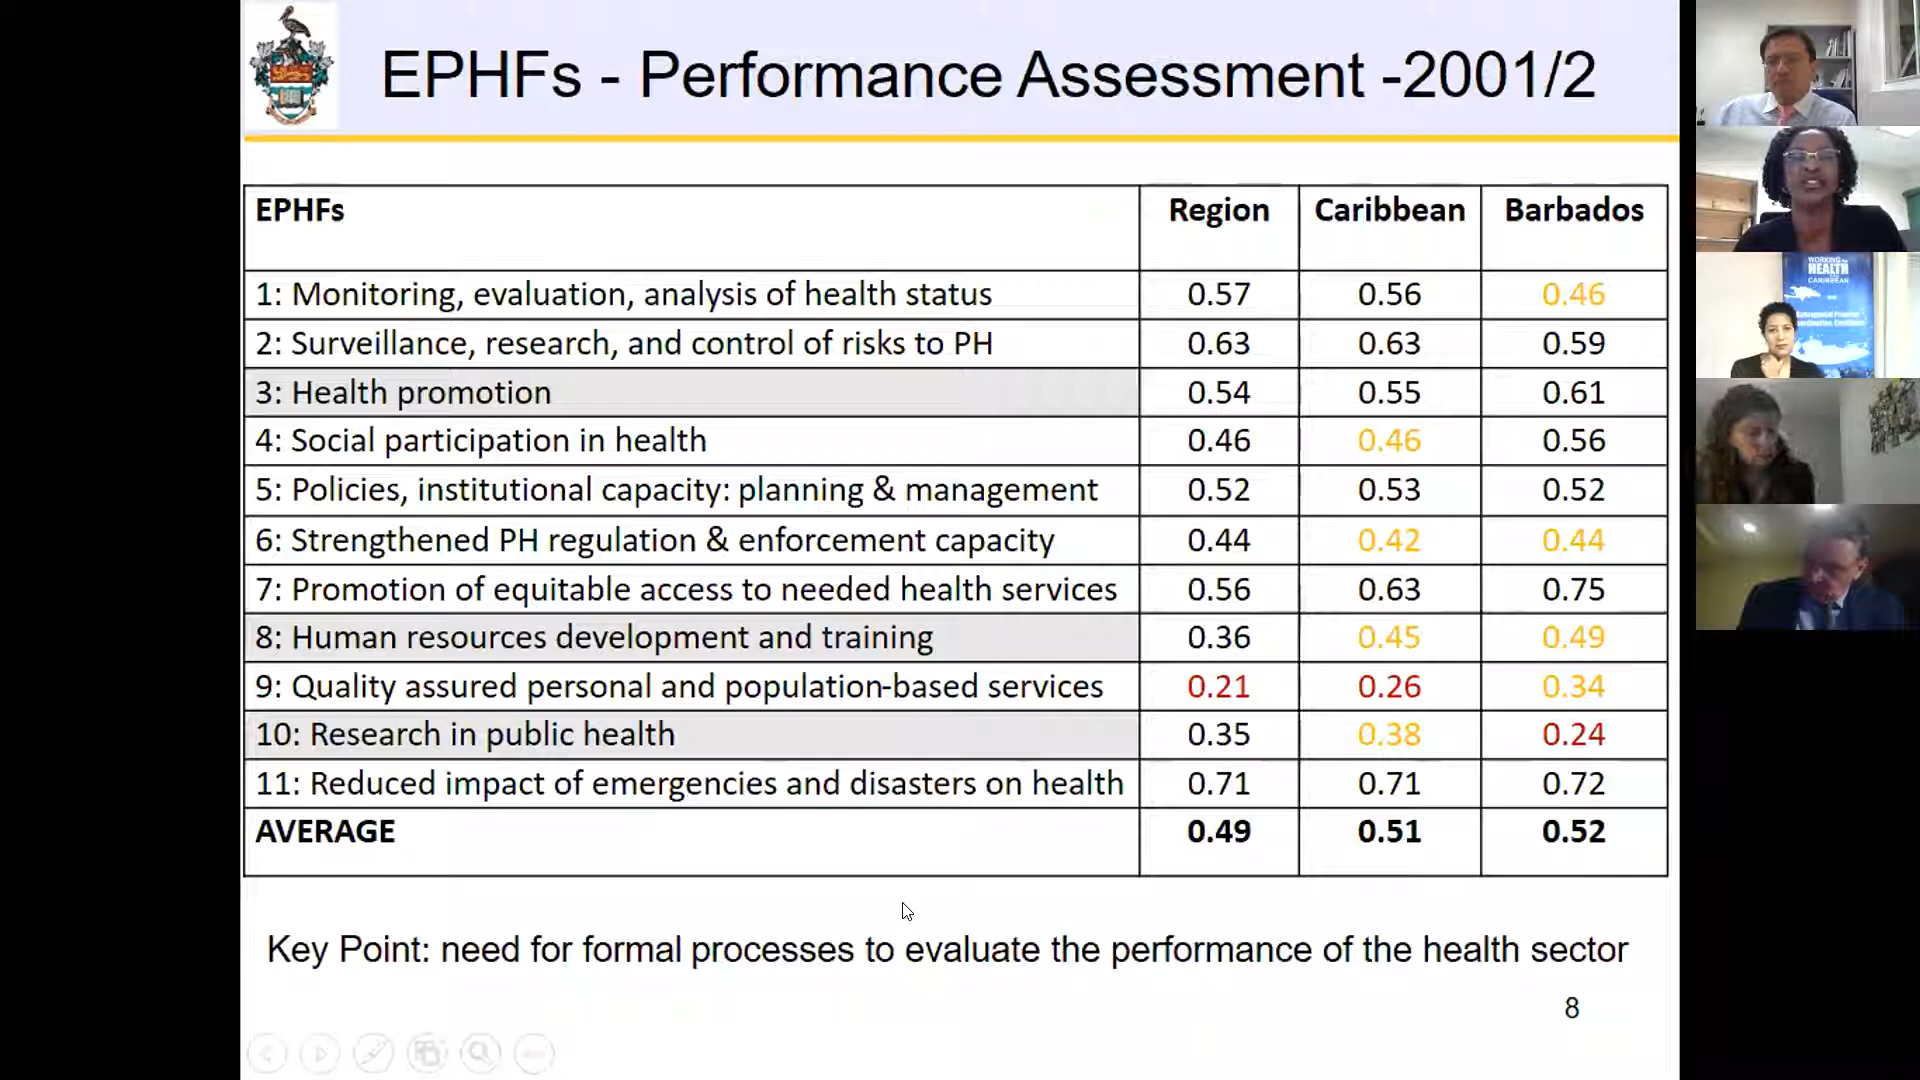 EPHFs - Performance Assessment -2001/2
EPHFs Region Caribbean Barbados
1: Monitoring, evaluation, analysis of health status 0.57 0.56 0.46
2: Surveillance, research, and control of risks to PH 0.63 0.63 0.59
3: Health promotion 0.54 0.55 0.61
4: Social participation in health 0.46 0.46 0.56
5: Policies, institutional capacity: planning & management 0.52 0.53 0.52
6: Strengthened PH regulation & enforcement capacity 0.44 0.42 0.44
7: Promotion of equitable access to needed health services 0.56 0.63 0.75
8: Human resources development and training 0.36 0.45 0.49
9: Quality assured personal and population-based services 0.21 0.26 0.34
10: Research in public health 0.35 0.38 0.24
11: Reduced impact of emergencies and disasters on health 0.71 0.71 0.72
AVERAGE 0.49 0.51 0.52
Key Point: need for formal processes to evaluate the performance of the health sector
8
WORKING
HEALTH
CARIBBEAN